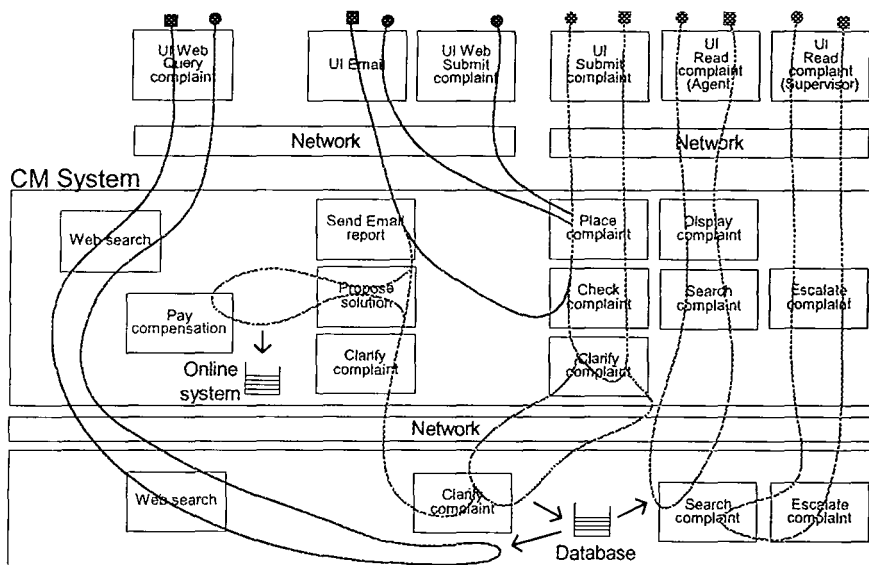 UI Web
Query
complaint
UI Email
UI Web
Submit
complaint
UI
Submit
complaint
UI
Read
complaint
(Agent
UI
Read
complaint
(Supervisor)
Network
Network
CM System
Web search
Send Email
report
Place
complaint
Display
complaint
Propose
solution
Check
complaint
Search
complaint
Escalate
complaint
Pay
compensation
Clarify
complaint
Clarify
complaint
Online
system
Network
Web search
Clarify
complaint
Search
complaint
Escalate
complaint
Database